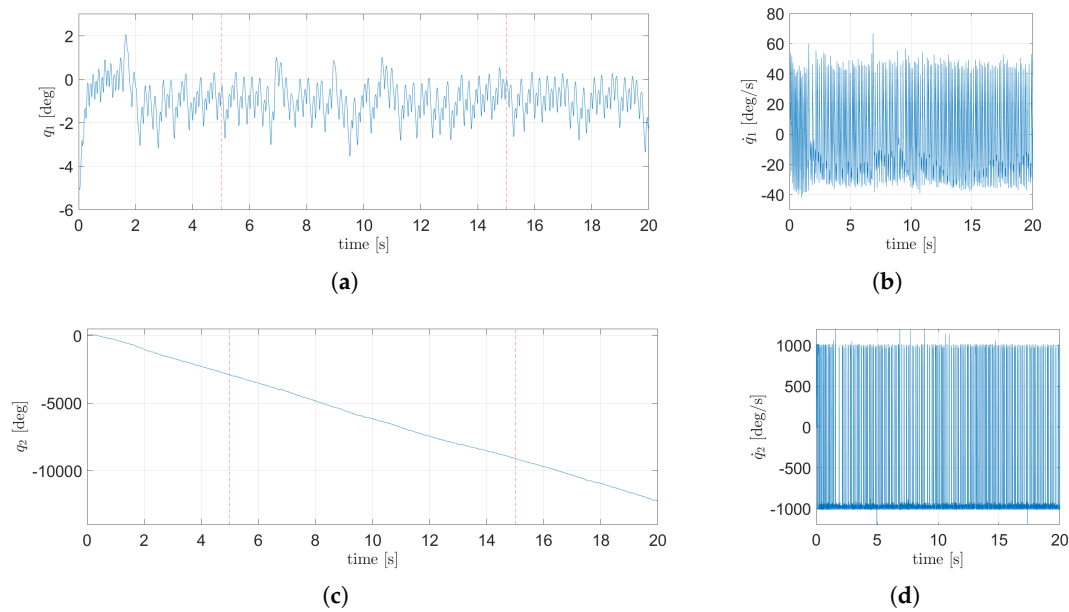 2
0
-2
-4
-6
q₁ [deg]
0 2 4 6 8 10 12 14 16 18 20
time [s]
(a)
80
60
40
20
0
-20
-40
q̇₁ [deg/s]
0 5 10 15 20
time [s]
(b)
0
-5000
-10000
q₂ [deg]
0 2 4 6 8 10 12 14 16 18 20
time [s]
(c)
1000
500
0
-500
-1000
q̇₂ [deg/s]
0 5 10 15 20
time [s]
(d)